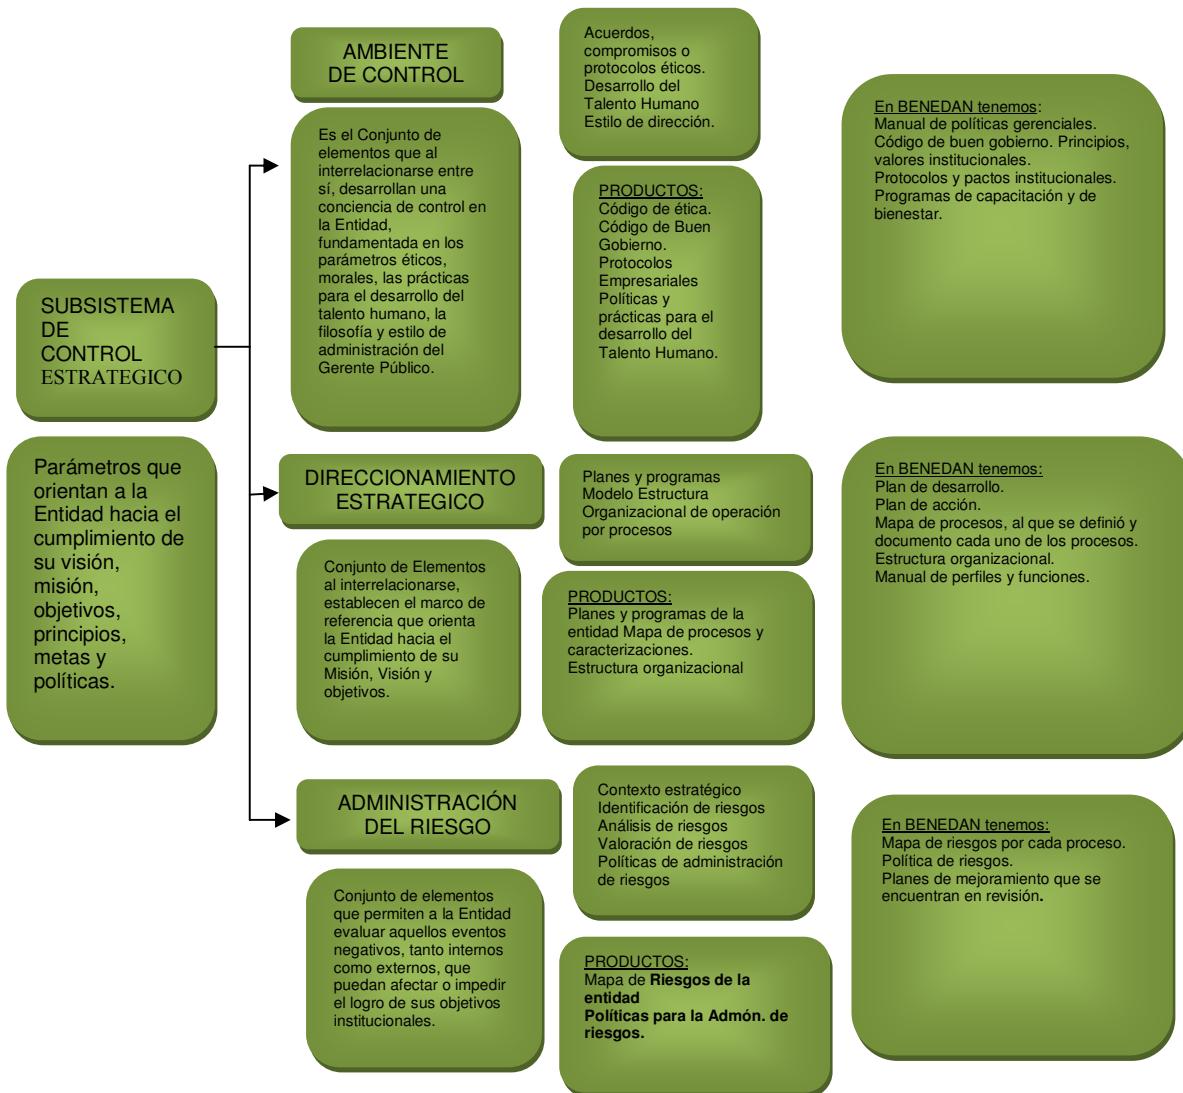 SUBSISTEMA
DE
CONTROL
ESTRATEGICO
Parámetros que
orientan a la
Entidad hacia el
cumplimiento de
su visión,
misión,
objetivos,
principios,
metas y
políticas.
AMBIENTE
DE CONTROL
Es el Conjunto de
elementos que al
interrelacionarse entre
sí, desarrollan una
conciencia de control en
la Entidad,
fundamentada en los
parámetros éticos,
morales, las prácticas
para el desarrollo del
talento humano, la
filosofía y estilo de
administración del
Gerente Público.
Acuerdos,
compromisos o
protocolos éticos.
Desarrollo del
Talento Humano
Estilo de dirección.
PRODUCTOS:
Código de ética.
Código de Buen
Gobierno.
Protocolos
Empresariales
Políticas y
prácticas para el
desarrollo del
Talento Humano.
En BENEDAN tenemos:
Manual de políticas gerenciales.
Código de buen gobierno. Principios,
valores institucionales.
Protocolos y pactos institucionales.
Programas de capacitación y de
bienestar.
DIRECCIONAMIENTO
ESTRATEGICO
Conjunto de Elementos
al interrelacionarse,
establecen el marco de
referencia que orienta
la Entidad hacia el
cumplimiento de su
Misión, Visión y
objetivos.
Planes y programas
Modelo Estructura
Organizacional de operación
por procesos
PRODUCTOS:
Planes y programas de la
entidad Mapa de procesos y
caracterizaciones.
Estructura organizacional
En BENEDAN tenemos:
Plan de desarrollo.
Plan de acción.
Mapa de procesos, al que se definió y
documento cada uno de los procesos.
Estructura organizacional.
Manual de perfiles y funciones.
ADMINISTRACIÓN
DEL RIESGO
Conjunto de elementos
que permiten a la Entidad
evaluar aquellos eventos
negativos, tanto internos
como externos, que
puedan afectar o impedir
el logro de sus objetivos
institucionales.
Contexto estratégico
Identificación de riesgos
Análisis de riesgos
Valoración de riesgos
Políticas de administración
de riesgos
PRODUCTOS:
Mapa de Riesgos de la
entidad
Políticas para la Admón. de
riesgos.
En BENEDAN tenemos:
Mapa de riesgos por cada proceso.
Política de riesgos.
Planes de mejoramiento que se
encuentran en revisión.